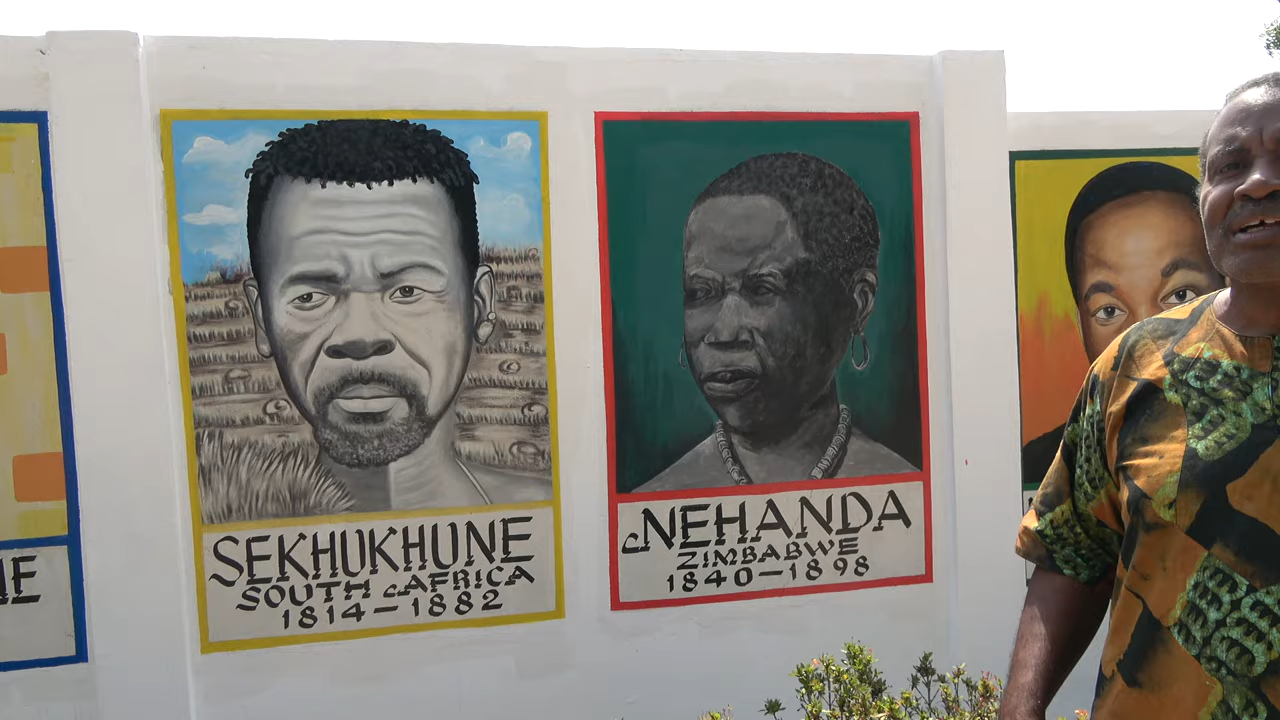 SEKHUKHUNE
SOUTH AFRICA
1814-1882
NEHANDA
ZIMBABWE
1840-1898